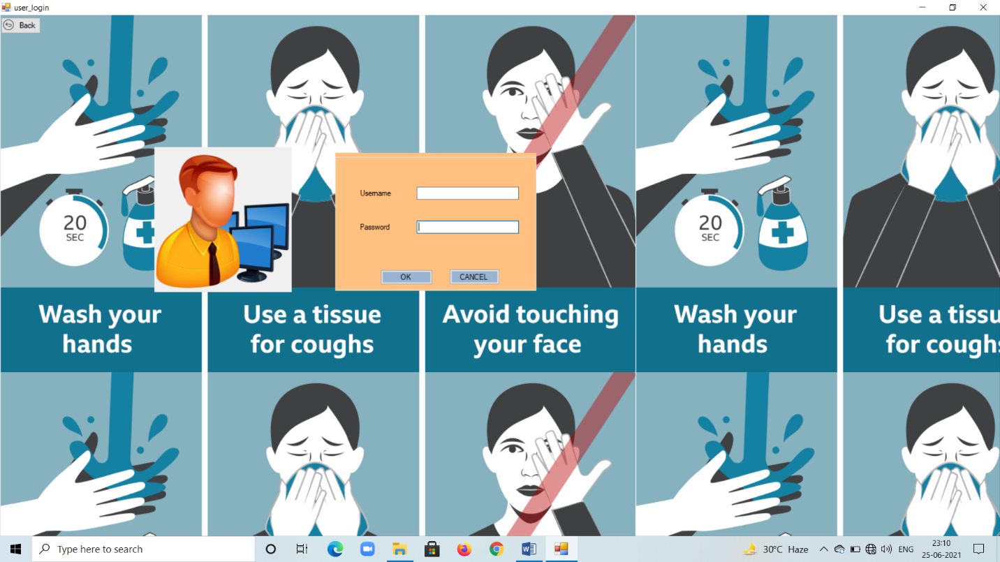 user_login
Back
20
SEC
Username
Password
OK
CANCEL
20
SEC
Wash your
hands
Use a tissue
for coughs
Avoid touching
your face
Wash your
hands
Use a tissu
for coughs
Type here to search
30°C Haze
ENG
23:10
25-06-2021